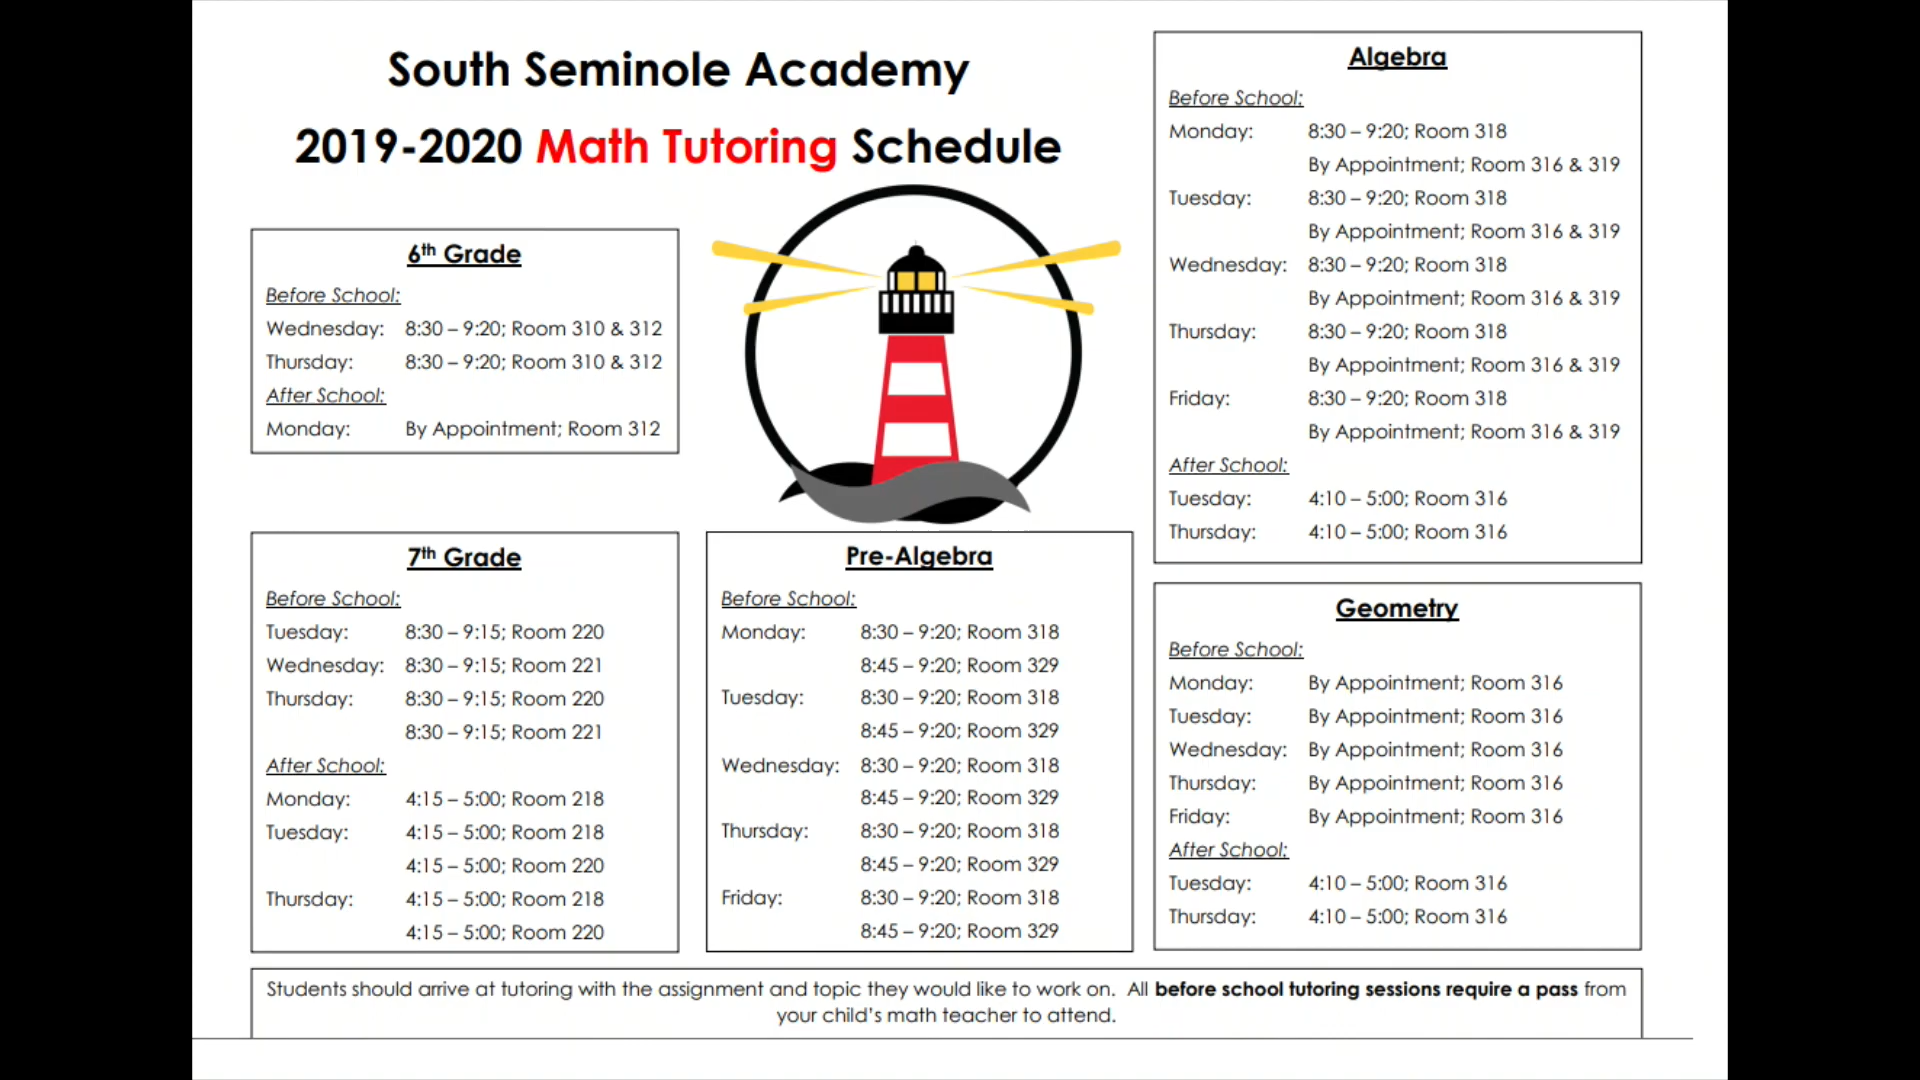 South Seminole Academy
2019-2020 Math Tutoring Schedule
6th Grade
Before School:
Wednesday: 8:30 – 9:20; Room 310 & 312
Thursday: 8:30 – 9:20; Room 310 & 312
After School:
Monday: By Appointment; Room 312
7th Grade
Before School:
Tuesday: 8:30 – 9:15; Room 220
Wednesday: 8:30 – 9:15; Room 221
Thursday: 8:30 – 9:15; Room 220
8:30 – 9:15; Room 221
After School:
Monday: 4:15 – 5:00; Room 218
Tuesday: 4:15 – 5:00; Room 218
4:15 – 5:00; Room 220
Thursday: 4:15 – 5:00; Room 218
4:15 – 5:00; Room 220
Pre-Algebra
Before School:
Monday: 8:30 – 9:20; Room 318
8:45 – 9:20; Room 329
Tuesday: 8:30 – 9:20; Room 318
8:45 – 9:20; Room 329
Wednesday: 8:30 – 9:20; Room 318
8:45 – 9:20; Room 329
Thursday: 8:30 – 9:20; Room 318
8:45 – 9:20; Room 329
Friday: 8:30 – 9:20; Room 318
8:45 – 9:20; Room 329
Algebra
Before School:
Monday: 8:30 – 9:20; Room 318
By Appointment; Room 316 & 319
Tuesday: 8:30 – 9:20; Room 318
By Appointment; Room 316 & 319
Wednesday: 8:30 – 9:20; Room 318
By Appointment; Room 316 & 319
Thursday: 8:30 – 9:20; Room 318
By Appointment; Room 316 & 319
Friday: 8:30 – 9:20; Room 318
By Appointment; Room 316 & 319
After School:
Tuesday: 4:10 – 5:00; Room 316
Thursday: 4:10 – 5:00; Room 316
Geometry
Before School:
Monday: By Appointment; Room 316
Tuesday: By Appointment; Room 316
Wednesday: By Appointment; Room 316
Thursday: By Appointment; Room 316
Friday: By Appointment; Room 316
After School:
Tuesday: 4:10 – 5:00; Room 316
Thursday: 4:10 – 5:00; Room 316
Students should arrive at tutoring with the assignment and topic they would like to work on. All before school tutoring sessions require a pass from
your child's math teacher to attend.